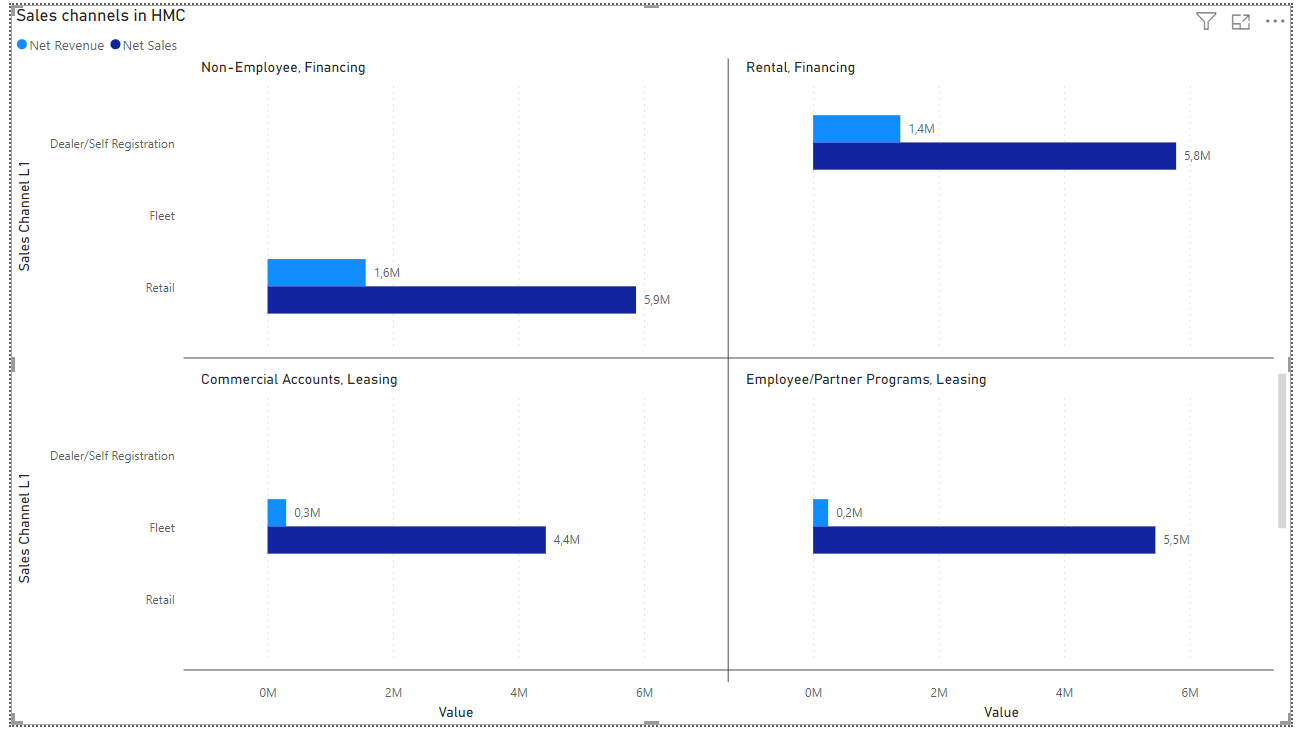 Sales channels in HMC
Net Revenue Net Sales
Non-Employee, Financing
Rental, Financing
Sales Channel L1
Dealer/Self Registration
Fleet
Retail
1,6M
5,9M
1,4M
5,8M
Commercial Accounts, Leasing
Employee/Partner Programs, Leasing
Sales Channel L1
Dealer/Self Registration
Fleet
Retail
0,3M
4,4M
0,2M
5,5M
0M 2M 4M 6M
0M 2M 4M 6M
Value
Value